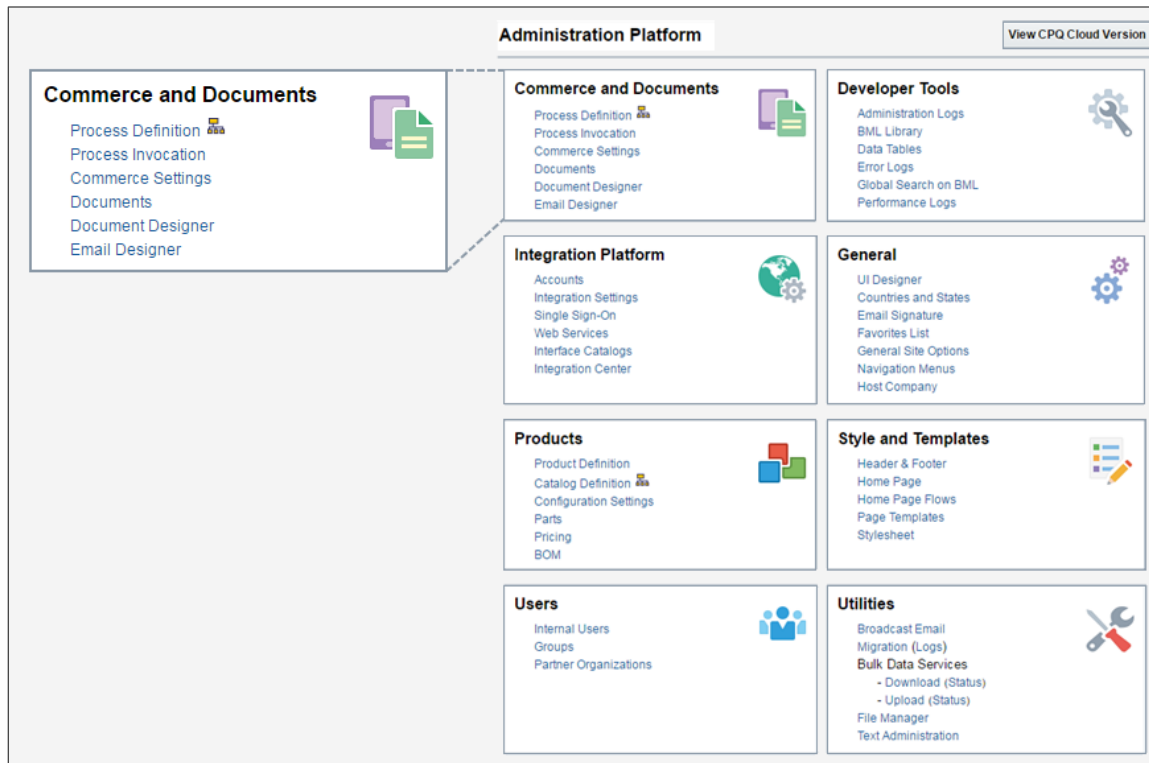 Administration Platform
View CPQ Cloud Version
Commerce and Documents
Process Definition
Process Invocation
Commerce Settings
Documents
Document Designer
Email Designer
Commerce and Documents
Process Definition
Process Invocation
Commerce Settings
Documents
Document Designer
Email Designer
Developer Tools
Administration Logs
BML Library
Data Tables
Error Logs
Global Search on BML
Performance Logs
Integration Platform
Accounts
Integration Settings
Single Sign-On
Web Services
Interface Catalogs
Integration Center
General
UI Designer
Countries and States
Email Signature
Favorites List
General Site Options
Navigation Menus
Host Company
Products
Product Definition
Catalog Definition
Configuration Settings
Parts
Pricing
BOM
Style and Templates
Header & Footer
Home Page
Home Page Flows
Page Templates
Stylesheet
Users
Internal Users
Groups
Partner Organizations
Utilities
Broadcast Email
Migration (Logs)
Bulk Data Services
- Download (Status)
- Upload (Status)
File Manager
Text Administration